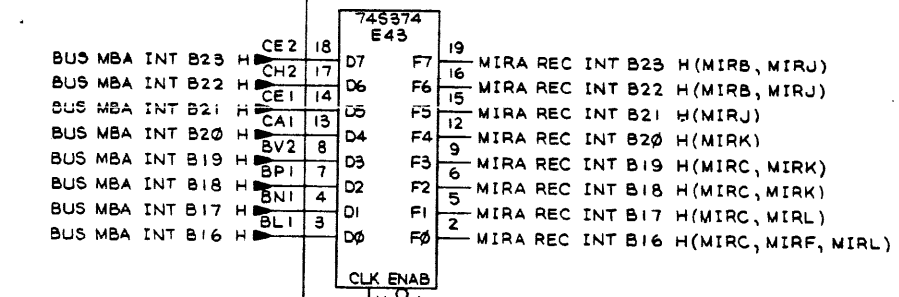 74S374
E43
BUS MBA INT B23 H CE2 18 D7 F7 19 MIRA REC INT B23 H(MIRB, MIRJ)
BUS MBA INT B22 H CH2 17 D6 F6 16 MIRA REC INT B22 H(MIRB, MIRJ)
BUS MBA INT B21 H CE1 14 D5 F5 15 MIRA REC INT B21 H(MIRJ)
BUS MBA INT B2Ø H CA1 13 D4 F4 12 MIRA REC INT B2Ø H(MIRK)
BUS MBA INT B19 H BV2 8 D3 F3 9 MIRA REC INT B19 H(MIRC, MIRK)
BUS MBA INT B18 H BP1 7 D2 F2 6 MIRA REC INT B18 H(MIRC, MIRK)
BUS MBA INT B17 H BN1 4 D1 F1 5 MIRA REC INT B17 H(MIRC, MIRL)
BUS MBA INT B16 H BL1 3 DØ FØ 2 MIRA REC INT B16 H(MIRC, MIRF, MIRL)
CLK ENAB